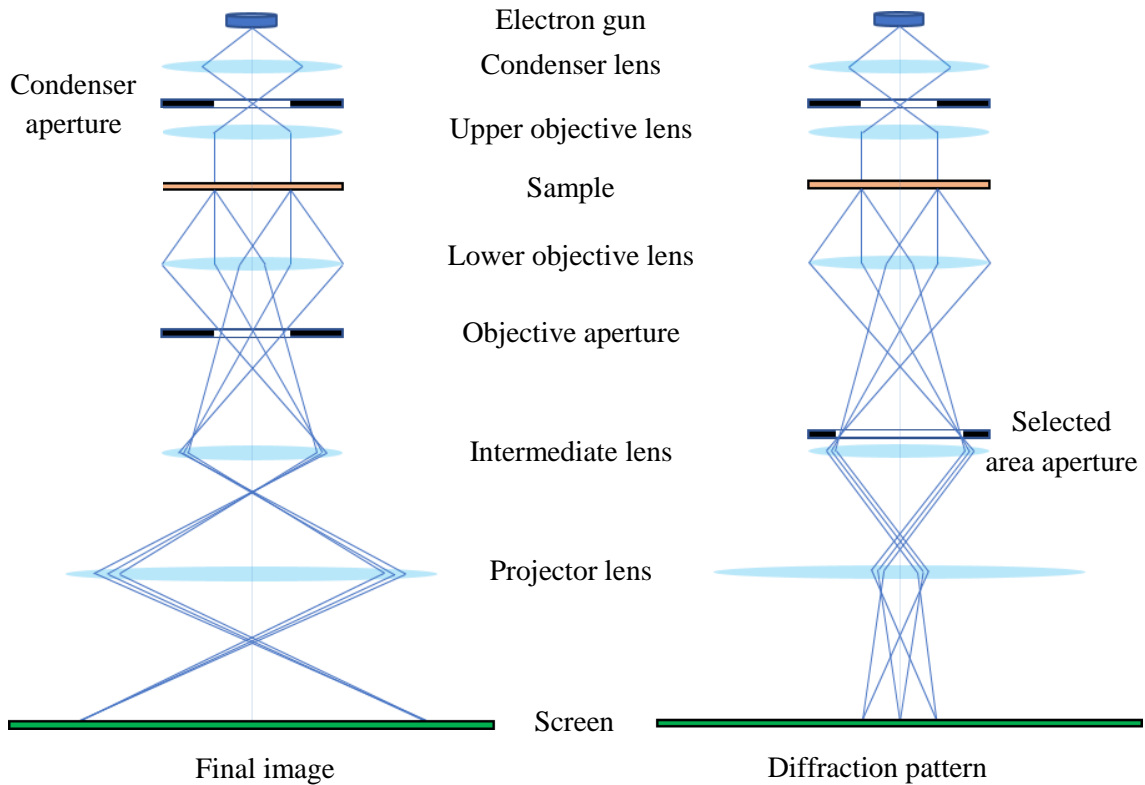 Electron gun
Condenser lens
Condenser
aperture
Upper objective lens
Sample
Lower objective lens
Objective aperture
Selected
area aperture
Intermediate lens
Projector lens
Screen
Final image
Diffraction pattern